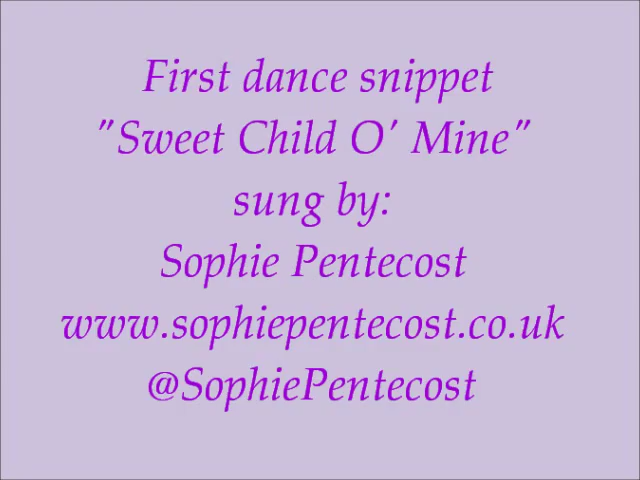 First dance snippet
"Sweet Child O' Mine"
sung by:
Sophie Pentecost
www.sophiepentecost.co.uk
@SophiePentecost